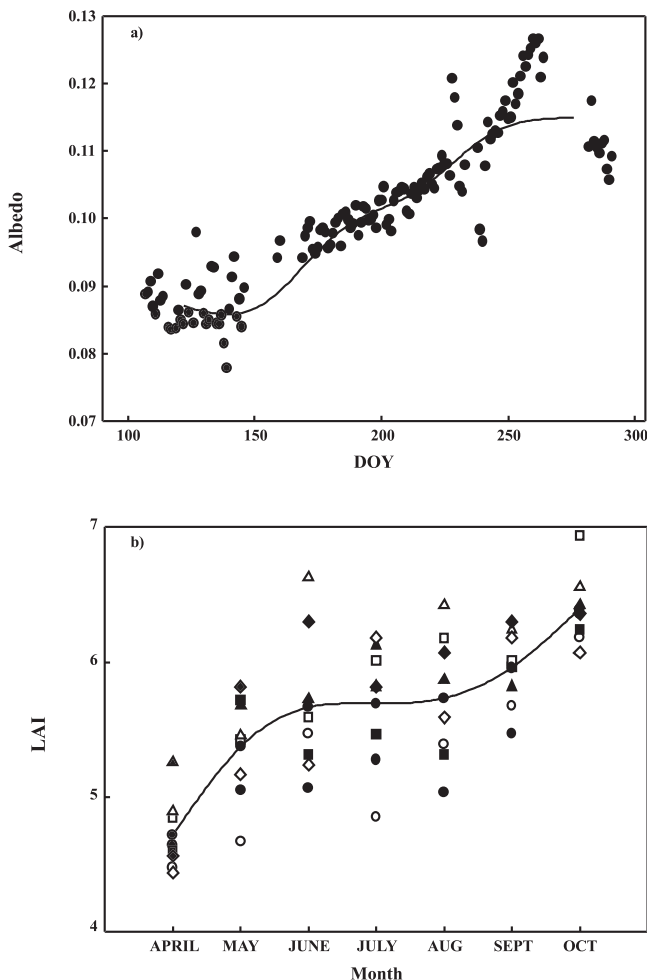 0.13
a)
0.12
0.11
Albedo
0.10
0.09
0.08
0.07
100 150 200 250 300
DOY
7
b)
6
LAI
5
4
APRIL MAY JUNE JULY AUG SEPT OCT
Month